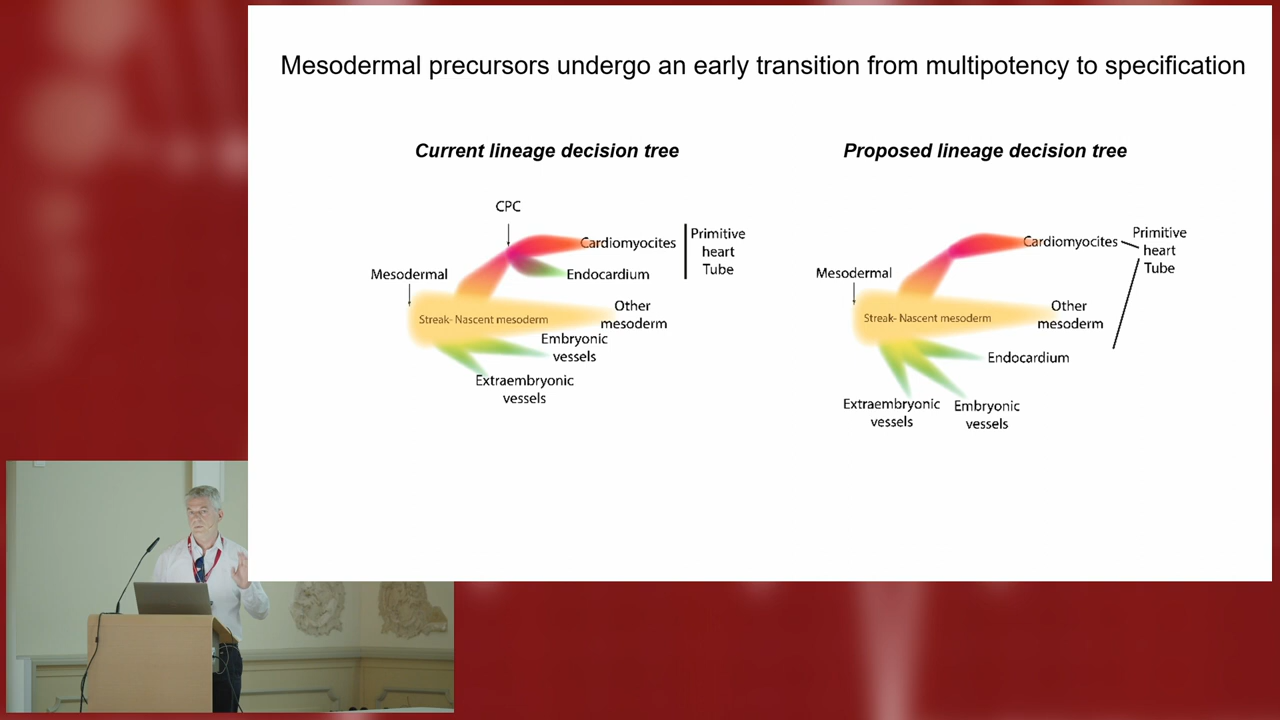 Mesodermal precursors undergo an early transition from multipotency to specification
Current lineage decision tree
CPC
Cardiomyocites
Endocardium
Primitive
heart
Tube
Mesodermal
Streak- Nascent mesoderm
Other
mesoderm
Embryonic
vessels
Extraembryonic
vessels
Proposed lineage decision tree
Cardiomyocites
Primitive
heart
Tube
Mesodermal
Streak- Nascent mesoderm
Other
mesoderm
Endocardium
Extraembryonic
vessels
Embryonic
vessels